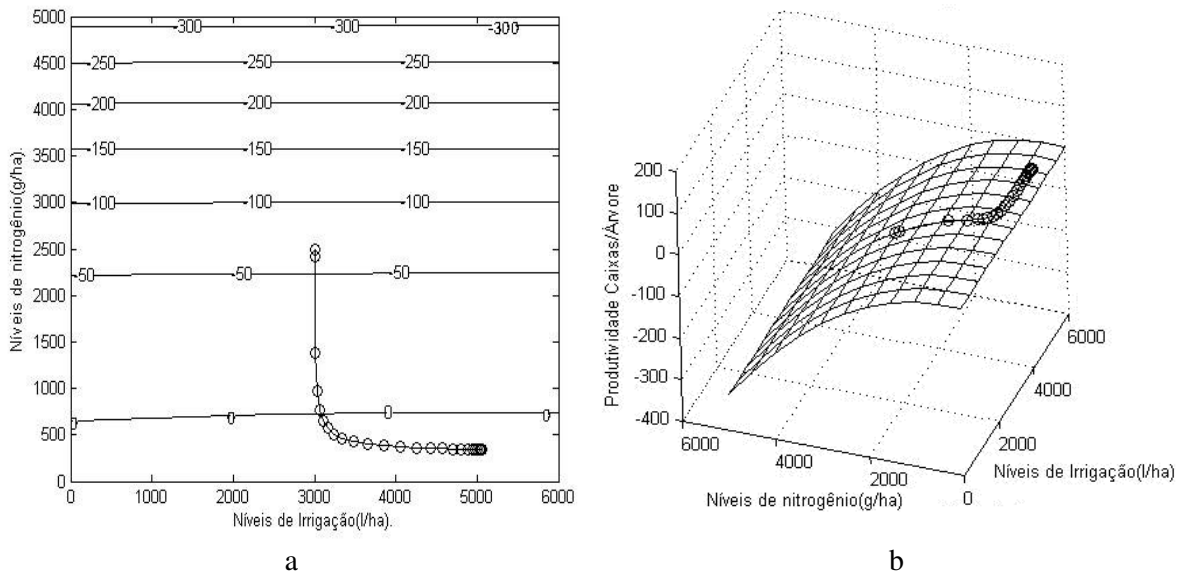 5000
4500
4000
3500
3000
2500
2000
1500
1000
500
0
-300 -300 -300
-250 -250 -250
-200 -200 -200
-150 -150 -150
-100 -100 -100
-50 -50 -50
0 0 0 0
0 1000 2000 3000 4000 5000 6000
Níveis de nitrogênio(g/ha).
Níveis de Irrigação(l/ha).
a
200
100
0
-100
-200
-300
-400
Produtividade Caixas/Árvore
6000 4000 2000 0
Níveis de nitrogênio(g/ha)
2000
4000
6000
Níveis de Irrigação(l/ha)
b